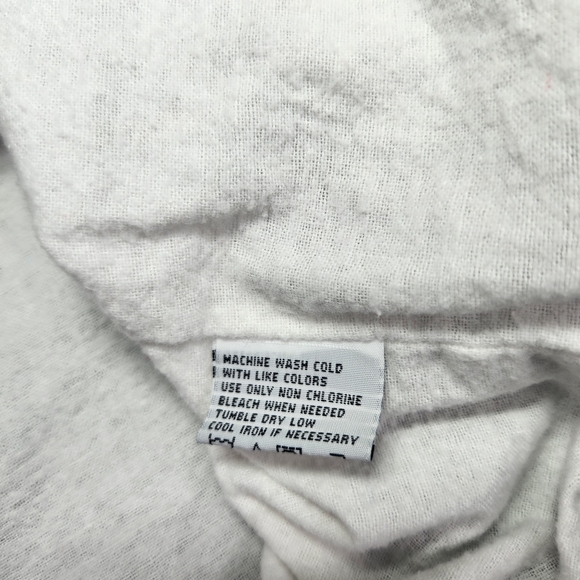 MACHINE WASH COLD
WITH LIKE COLORS
USE ONLY NON CHLORINE
BLEACH WHEN NEEDED
TUMBLE DRY LOW
COOL IRON IF NECESSARY